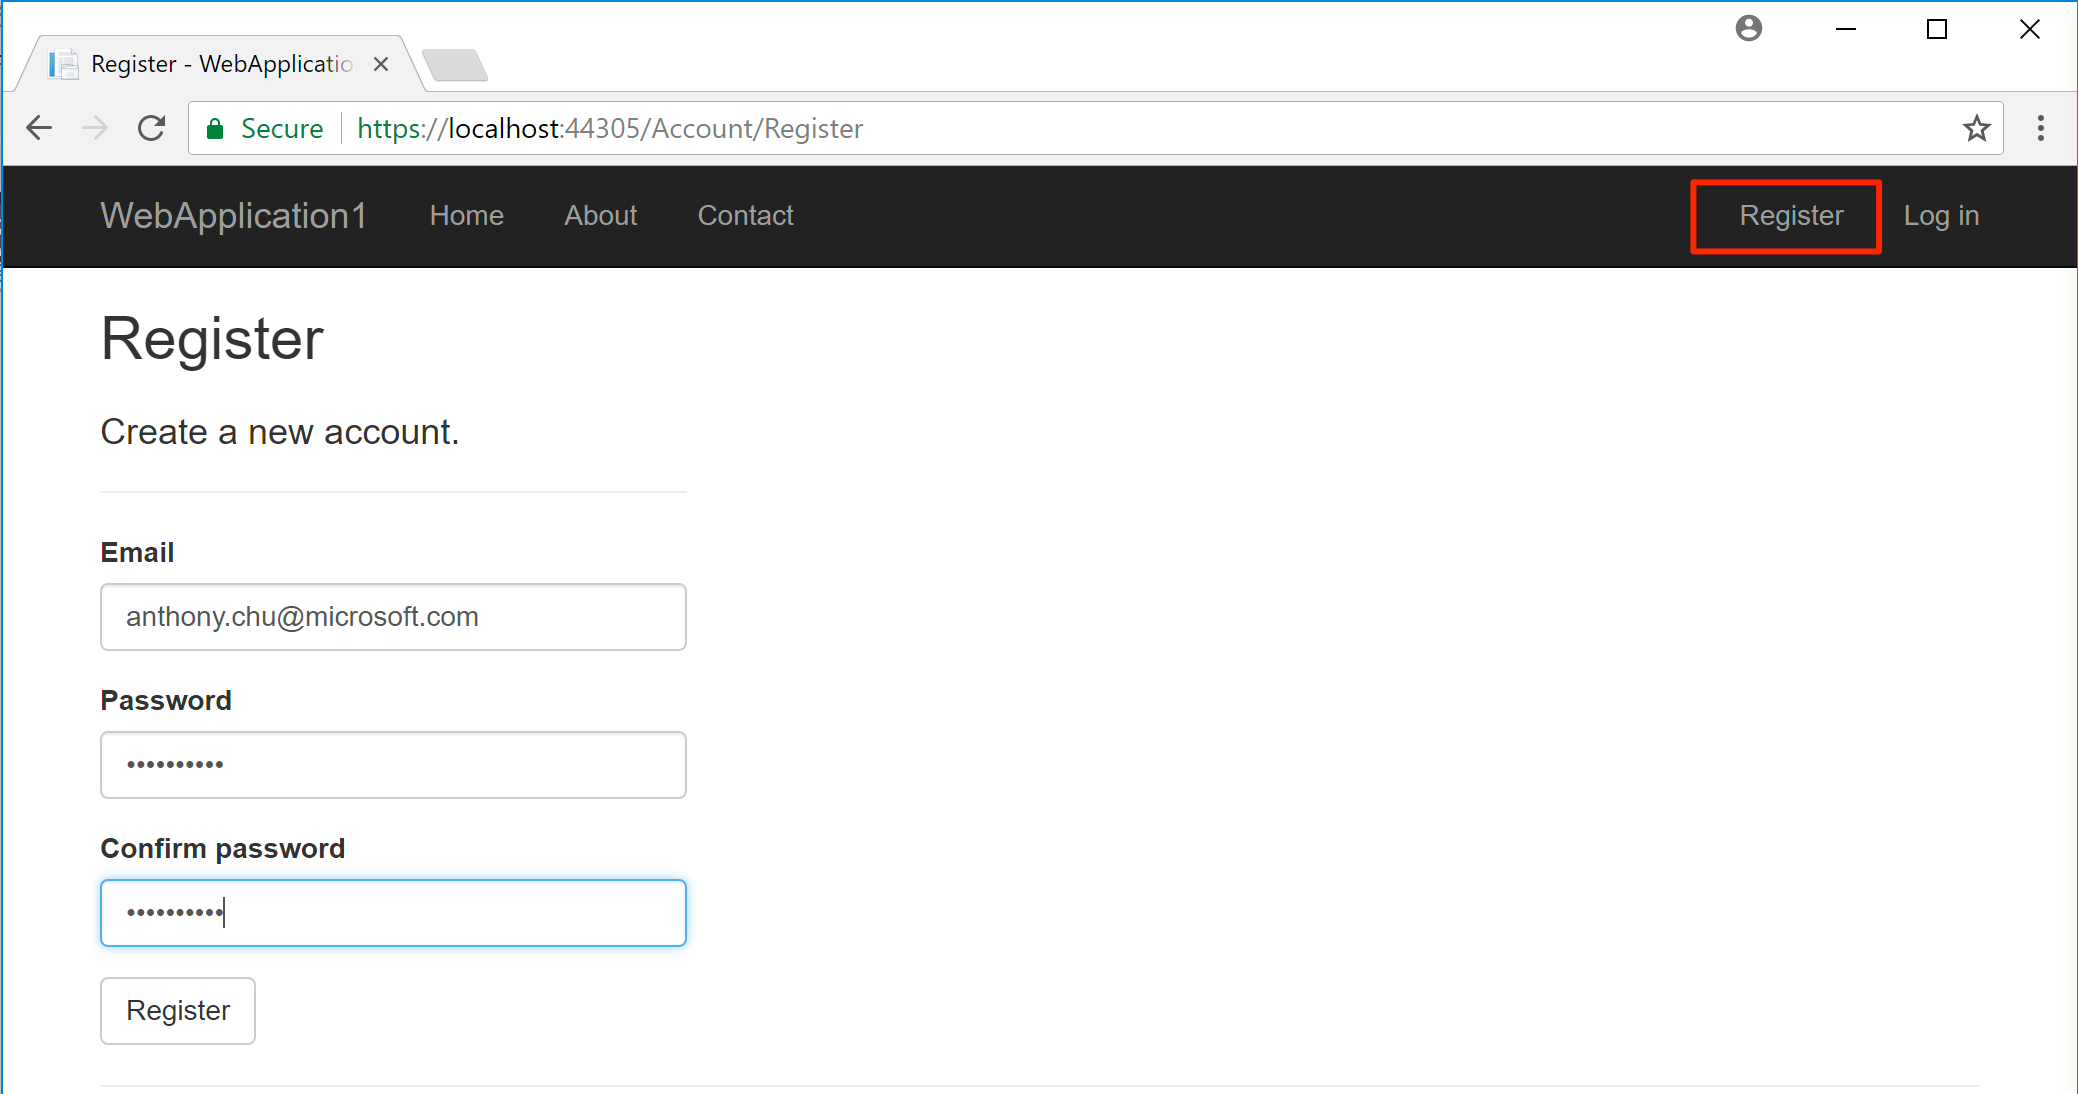 Register - WebApplicatio
Secure https://localhost:44305/Account/Register
WebApplication1 Home About Contact Register Log in
Register
Create a new account.
Email
anthony.chu@microsoft.com
Password
••••••••••
Confirm password
••••••••••
Register